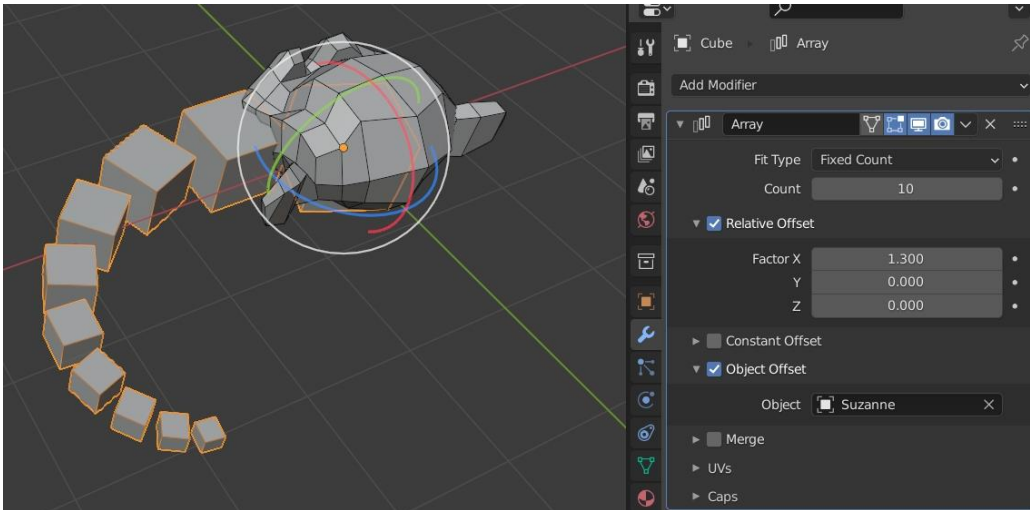 Cube Array
Add Modifier
Array
Fit Type Fixed Count
Count 10
Relative Offset
Factor X 1.300
Y 0.000
Z 0.000
Constant Offset
Object Offset
Object Suzanne
Merge
UVs
Caps